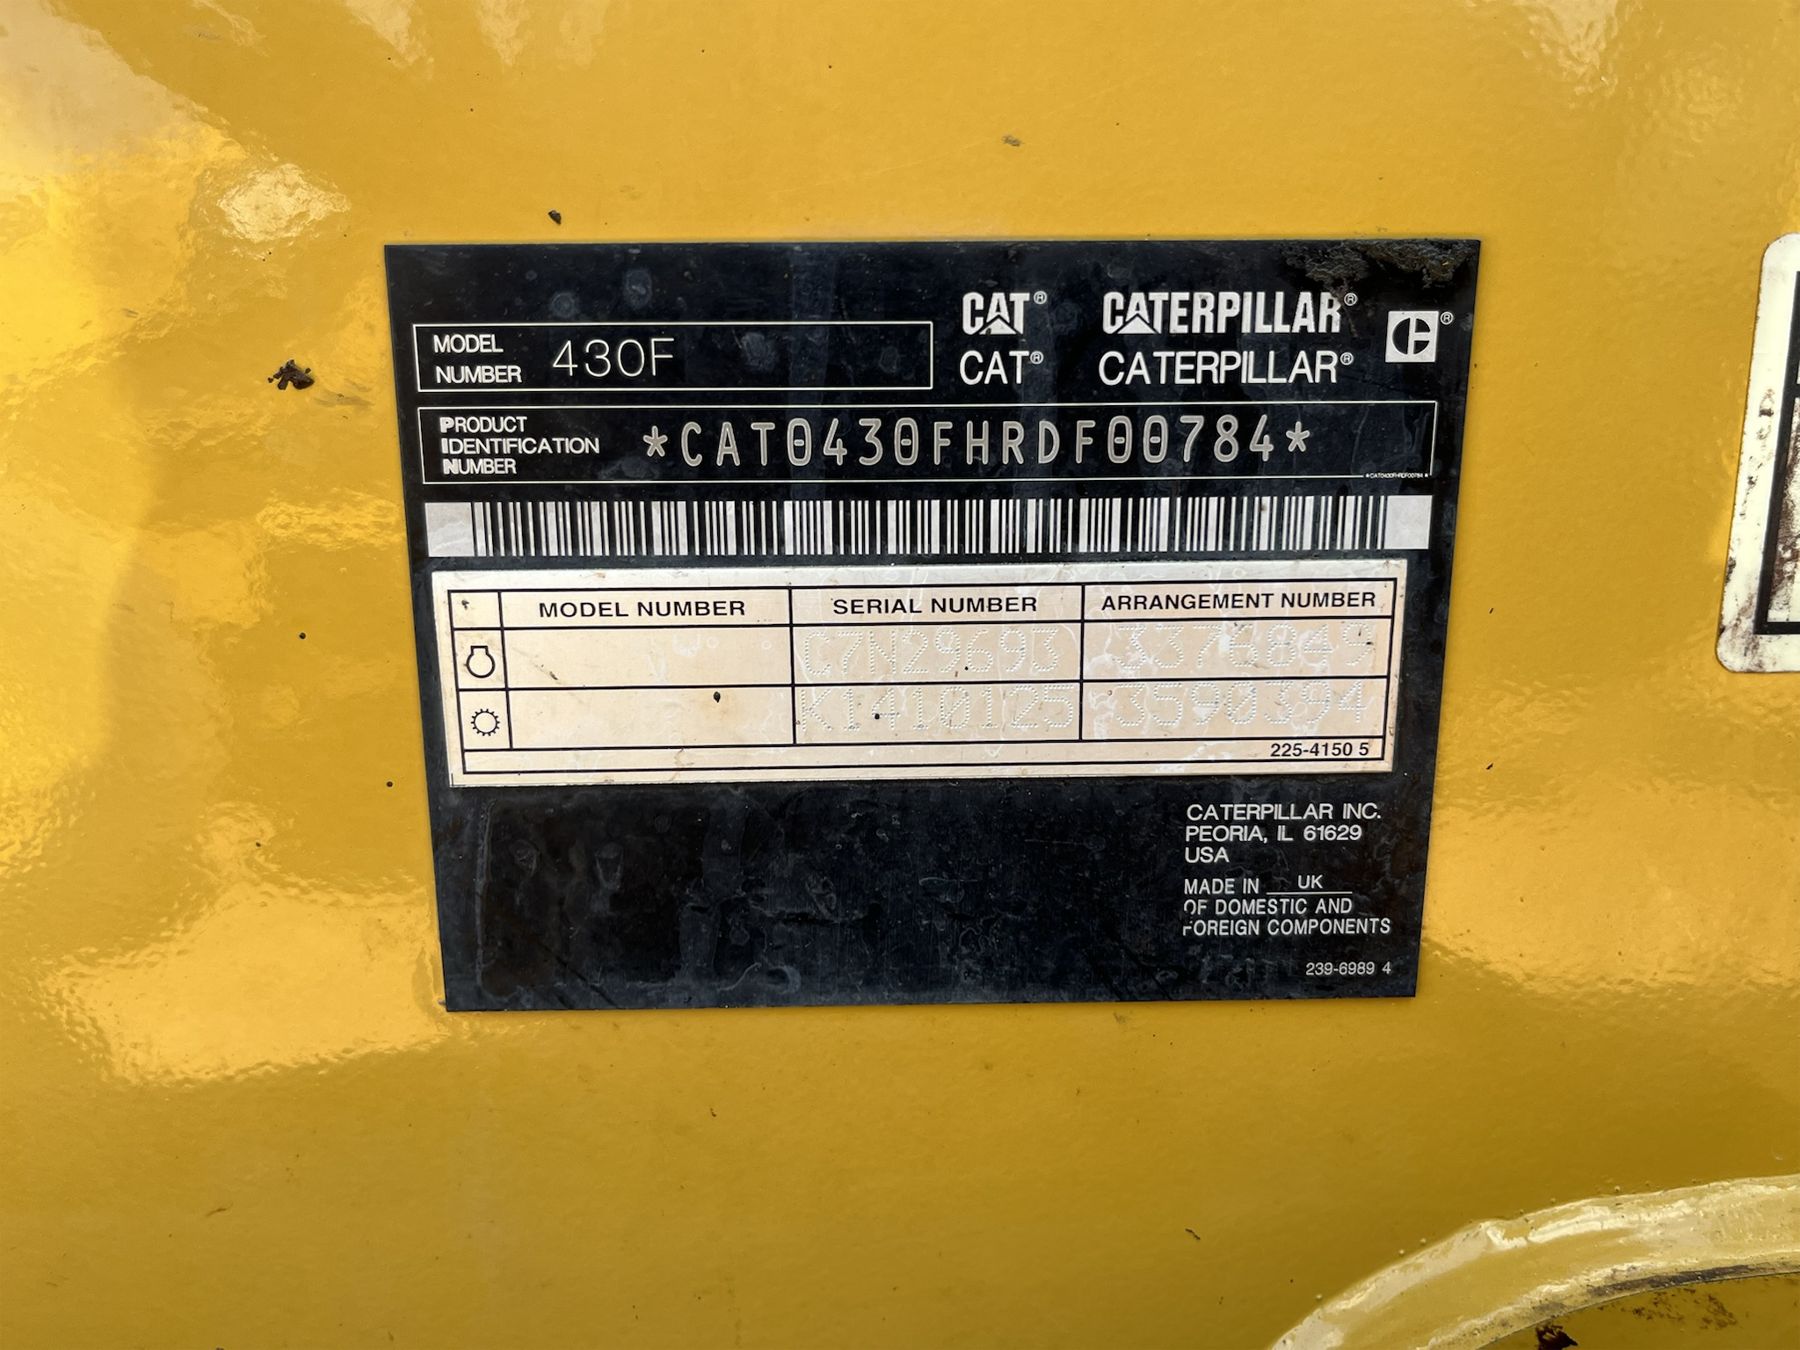 CAT® CATERPILLAR®
CAT® CATERPILLAR®
MODEL
NUMBER 430F
PRODUCT
IDENTIFICATION
NUMBER
*CAT0430FHRDF00784*
*CAT0430FHRDF00784*
MODEL NUMBER SERIAL NUMBER ARRANGEMENT NUMBER
C7N29693 3376849
K1410125 3590394
225-4150 5
CATERPILLAR INC.
PEORIA, IL 61629
USA
MADE IN UK
OF DOMESTIC AND
FOREIGN COMPONENTS
239-6989 4